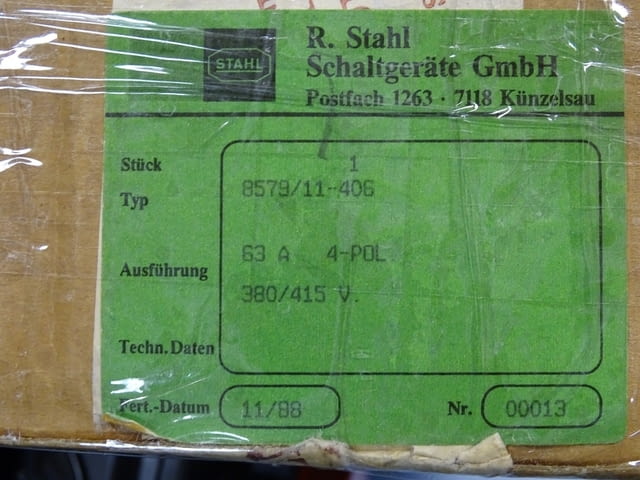 STAHL
R. Stahl
Schaltgeräte GmbH
Postfach 1263 · 7118 Künzelsau
Stück 1
Typ 8579/11-406
Ausführung 63 A 4-POL
380/415 V.
Techn. Daten
Fert.-Datum 11/88 Nr. 00013